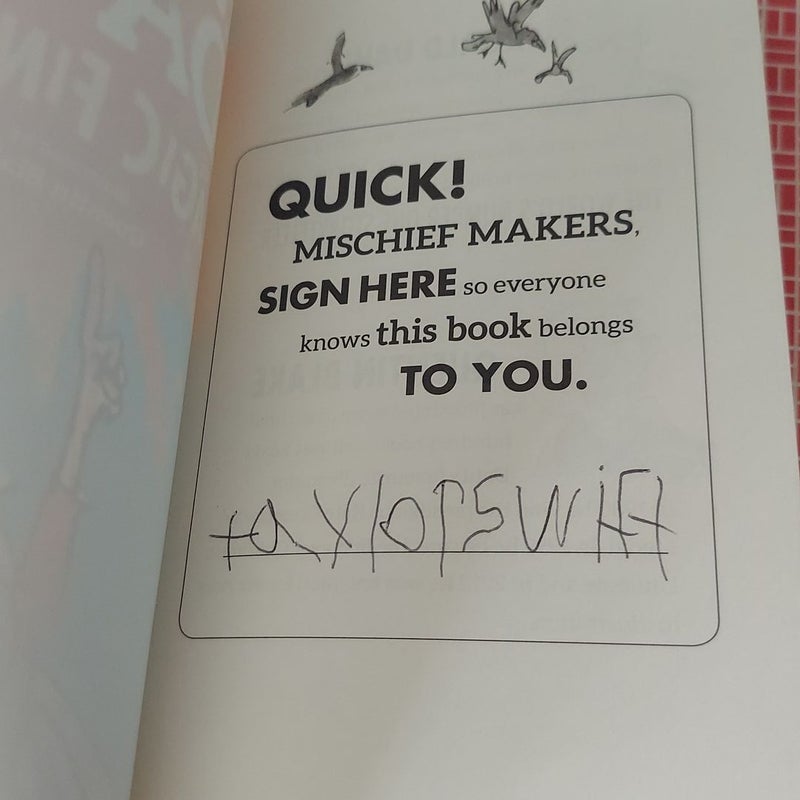 QUICK!
MISCHIEF MAKERS,
SIGN HERE so everyone
knows this book belongs
TO YOU.
taylorswift